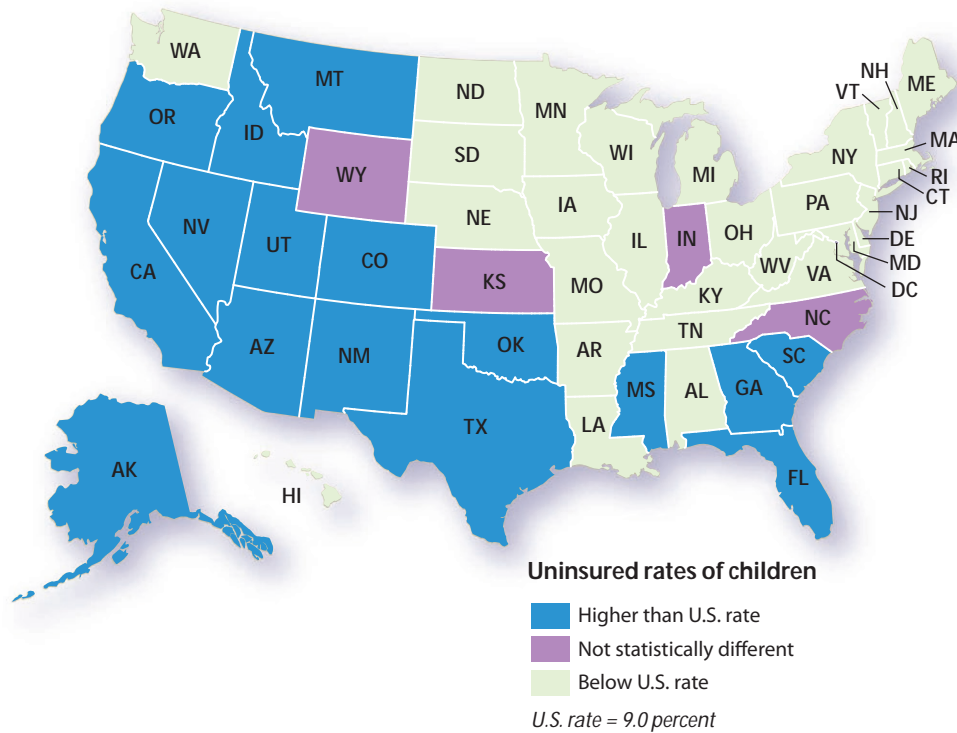 WA
MT
ND
MN
NH
VT
ME
OR
ID
SD
WI
MI
NY
MA
WY
RI
CT
NE
IA
PA
NJ
NV
UT
CO
IL
IN
OH
DE
MD
CA
KS
MO
WV
VA
DC
KY
NC
AZ
NM
OK
AR
TN
SC
TX
MS
AL
GA
LA
FL
AK
HI
Uninsured rates of children
Higher than U.S. rate
Not statistically different
Below U.S. rate
U.S. rate = 9.0 percent